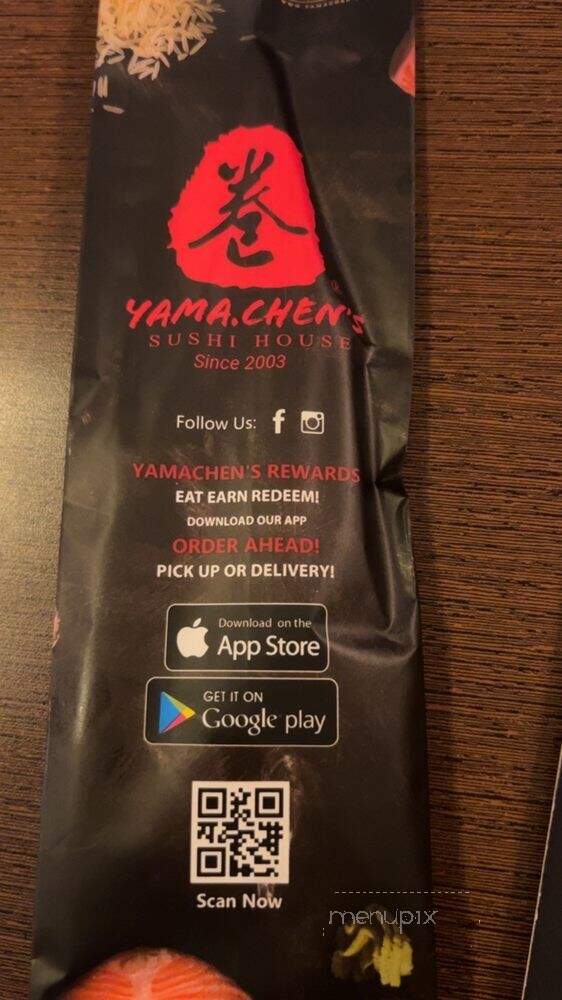 卷
®
YAMA.CHEN'S
SUSHI HOUSE
Since 2003
Follow Us: f
YAMACHEN'S REWARDS
EAT EARN REDEEM!
DOWNLOAD OUR APP
ORDER AHEAD!
PICK UP OR DELIVERY!
Download on the
App Store
GET IT ON
Google play
Scan Now
menupix